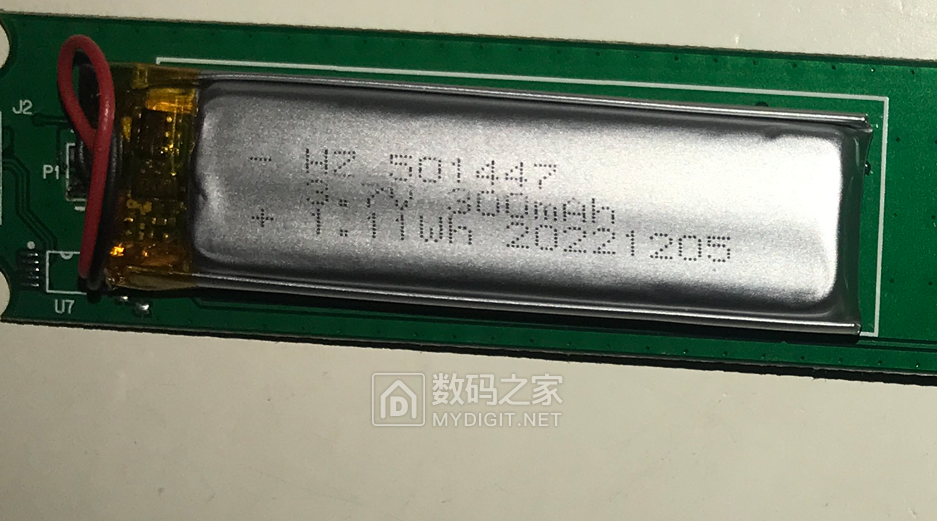 J2
P1
U7
- HZ 501447
3.7V 300mAh
+ 1.11Wh 20221205
数码之家
MYDIGIT.NET